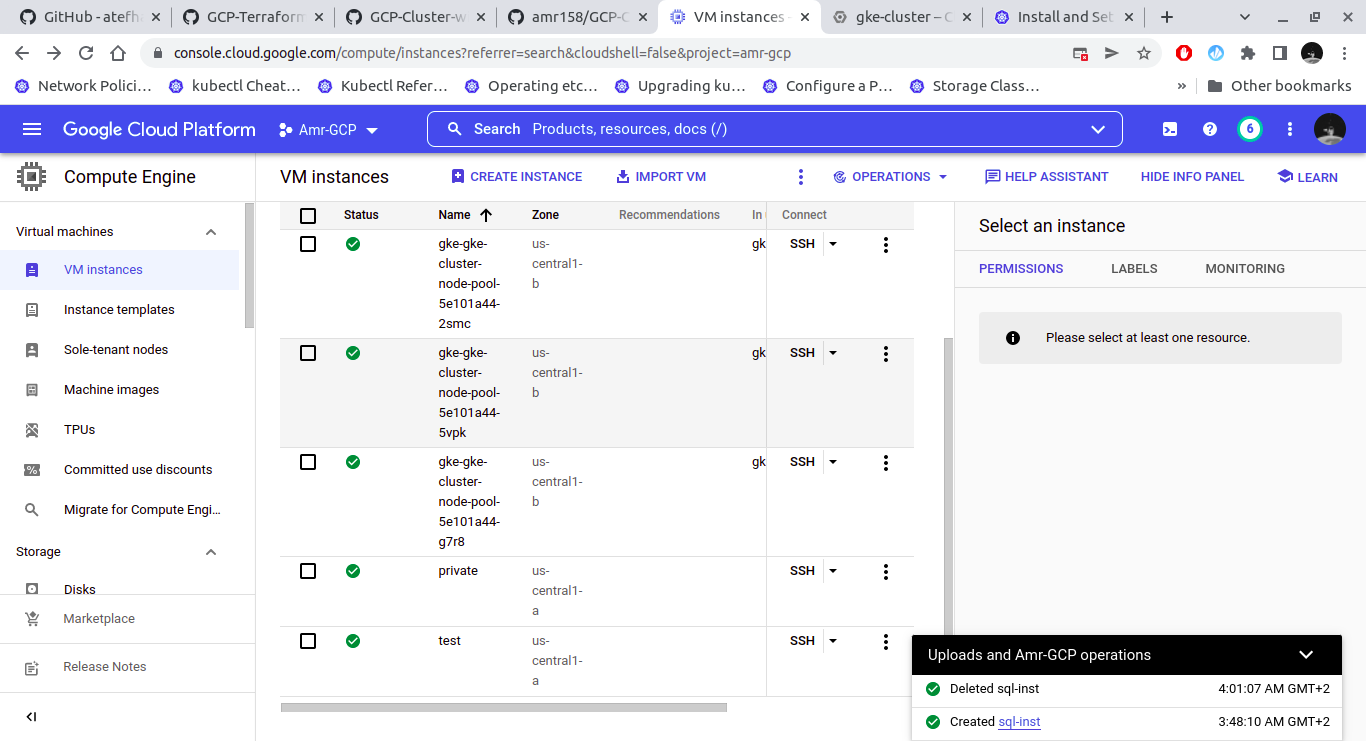 GitHub - atefh
GCP-Terraform
GCP-Cluster-w
amr158/GCP-C
VM instances -
gke-cluster – C
Install and Set
console.cloud.google.com/compute/instances?referrer=search&cloudshell=false&project=amr-gcp
Network Polici...
kubectl Cheat...
Kubectl Refer...
Operating etc...
Upgrading ku...
Configure a P...
Storage Class...
»
Other bookmarks
Google Cloud Platform
Amr-GCP
Search Products, resources, docs (/)
6
Compute Engine
VM instances
CREATE INSTANCE
IMPORT VM
OPERATIONS
HELP ASSISTANT
HIDE INFO PANEL
LEARN
Virtual machines
VM instances
Instance templates
Sole-tenant nodes
Machine images
TPUs
Committed use discounts
Migrate for Compute Engi...
Storage
Disks
Marketplace
Release Notes
Status Name Zone Recommendations In Connect
gke-gke- us- gk SSH
cluster- central1-
node-pool- b
5e101a44-
2smc
gke-gke- us- gk SSH
cluster- central1-
node-pool- b
5e101a44-
5vpk
gke-gke- us- gk SSH
cluster- central1-
node-pool- b
5e101a44-
g7r8
private us- SSH
central1-
a
test us- SSH
central1-
a
Select an instance
PERMISSIONS LABELS MONITORING
Please select at least one resource.
Uploads and Amr-GCP operations
Deleted sql-inst 4:01:07 AM GMT+2
Created sql-inst 3:48:10 AM GMT+2